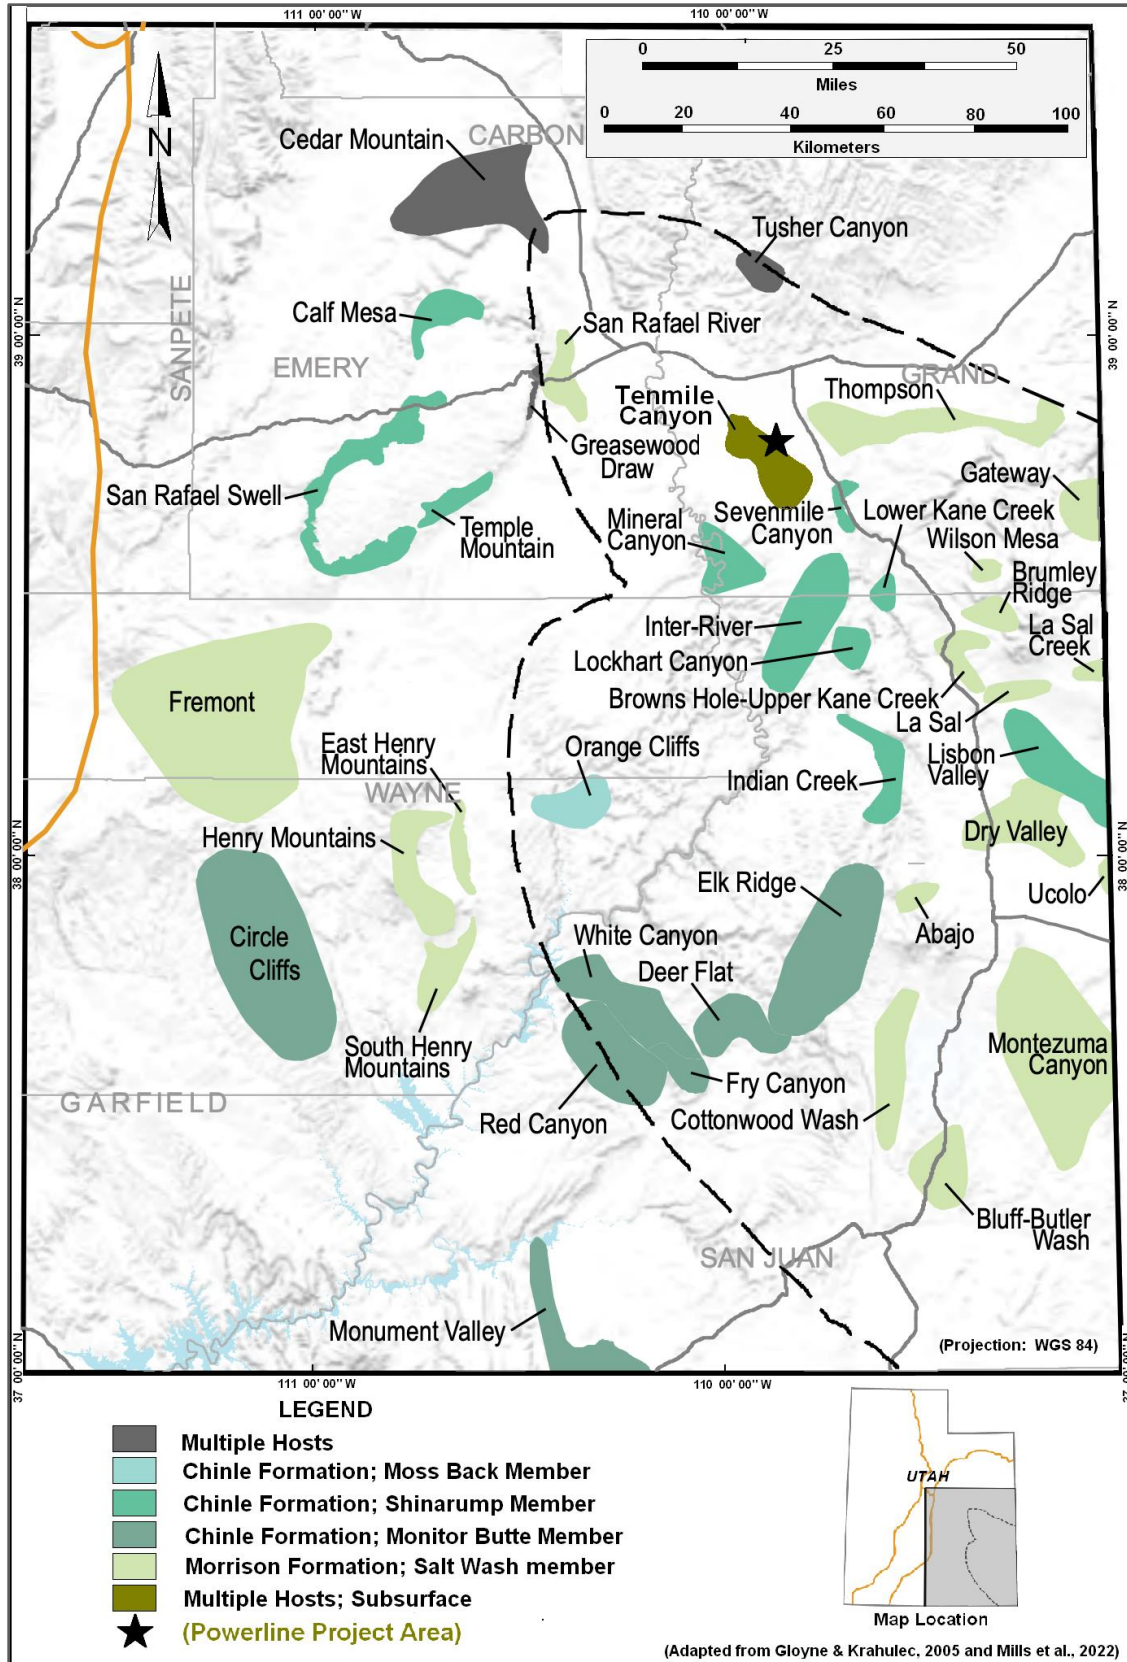 111 00' 00'' W
110 00' 00'' W
0 25 50
Miles
0 20 40 60 80 100
Kilometers
N
Cedar Mountain
CARBON
Tusher Canyon
SANPETE
Calf Mesa
San Rafael River
39 00' 00'' N
39 00' 00'' N
EMERY
GRAND
Thompson
Tenmile
Canyon
Greasewood
Draw
Gateway
San Rafael Swell
Temple
Mountain
Mineral
Canyon
Sevenmile
Canyon
Lower Kane Creek
Wilson Mesa
Brumley
Ridge
La Sal
Creek
Inter-River
Lockhart Canyon
Browns Hole-Upper Kane Creek
La Sal
Fremont
East Henry
Mountains
Orange Cliffs
Lisbon
Valley
Indian Creek
WAYNE
Henry Mountains
Dry Valley
38 00' 00'' N
38 00' 00'' N
Elk Ridge
Ucolo
Abajo
Circle
Cliffs
White Canyon
Deer Flat
South Henry
Mountains
Montezuma
Canyon
Fry Canyon
GARFIELD
Red Canyon
Cottonwood Wash
Bluff-Butler
Wash
SAN JUAN
Monument Valley
(Projection: WGS 84)
37 00' 00'' N
37 00' 00'' N
111 00' 00'' W
110 00' 00'' W
LEGEND
Multiple Hosts
Chinle Formation; Moss Back Member
Chinle Formation; Shinarump Member
Chinle Formation; Monitor Butte Member
Morrison Formation; Salt Wash member
Multiple Hosts; Subsurface
(Powerline Project Area)
UTAH
Map Location
(Adapted from Gloyne & Krahulec, 2005 and Mills et al., 2022)